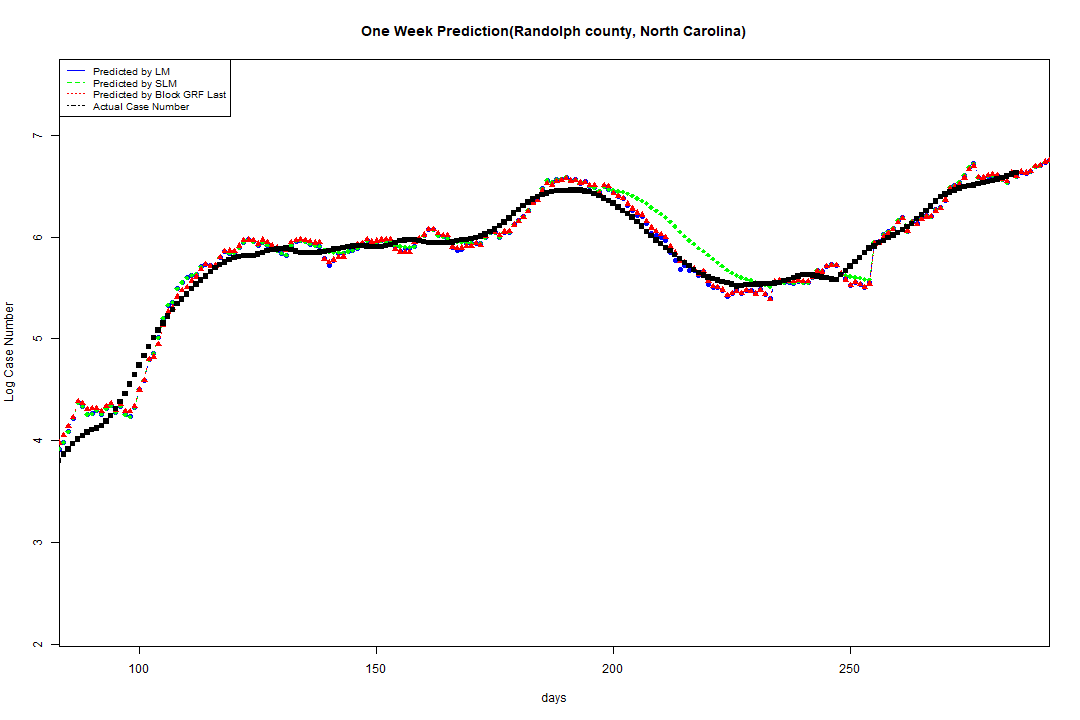 One Week Prediction(Randolph county, North Carolina)
Predicted by LM
Predicted by SLM
Predicted by Block GRF Last
Actual Case Number
7
6
5
4
3
2
Log Case Number
100 150 200 250
days